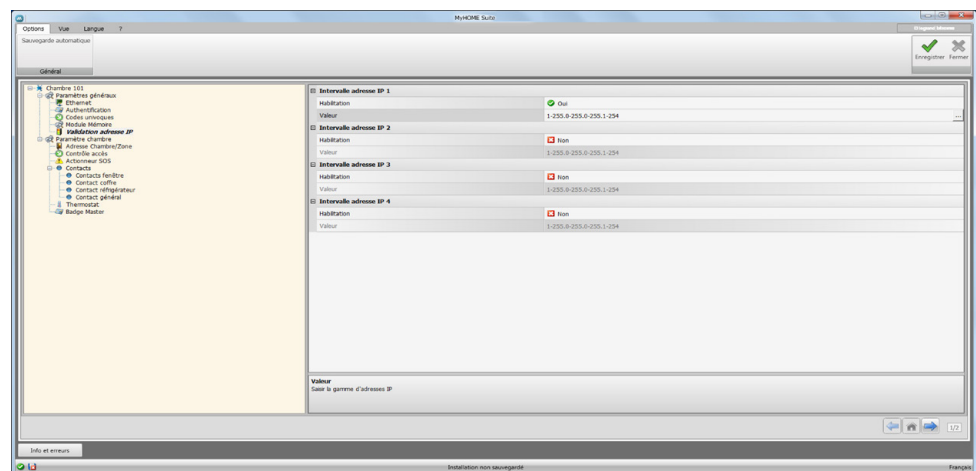 MyHOME Suite
Options Vue Langue ?
Sauvegarde automatique
Général
Enregistrer Fermer
Chambre 101
Paramètres généraux
Ethernet
Authentification
Codes univoques
Module Mémoire
Validation adresse IP
Paramètre chambre
Adresse Chambre/Zone
Contrôle accès
Actionneur SOS
Contacts
Contacts fenêtre
Contact coffre
Contact réfrigérateur
Contact général
Thermostat
Badge Master
Intervalle adresse IP 1
Habilitation Oui
Valeur 1-255.0-255.0-255.1-254 ...
Intervalle adresse IP 2
Habilitation Non
Valeur 1-255.0-255.0-255.1-254
Intervalle adresse IP 3
Habilitation Non
Valeur 1-255.0-255.0-255.1-254
Intervalle adresse IP 4
Habilitation Non
Valeur 1-255.0-255.0-255.1-254
Valeur
Saisir la gamme d'adresses IP
1/2
Info et erreurs
Installation non sauvegardé
Français